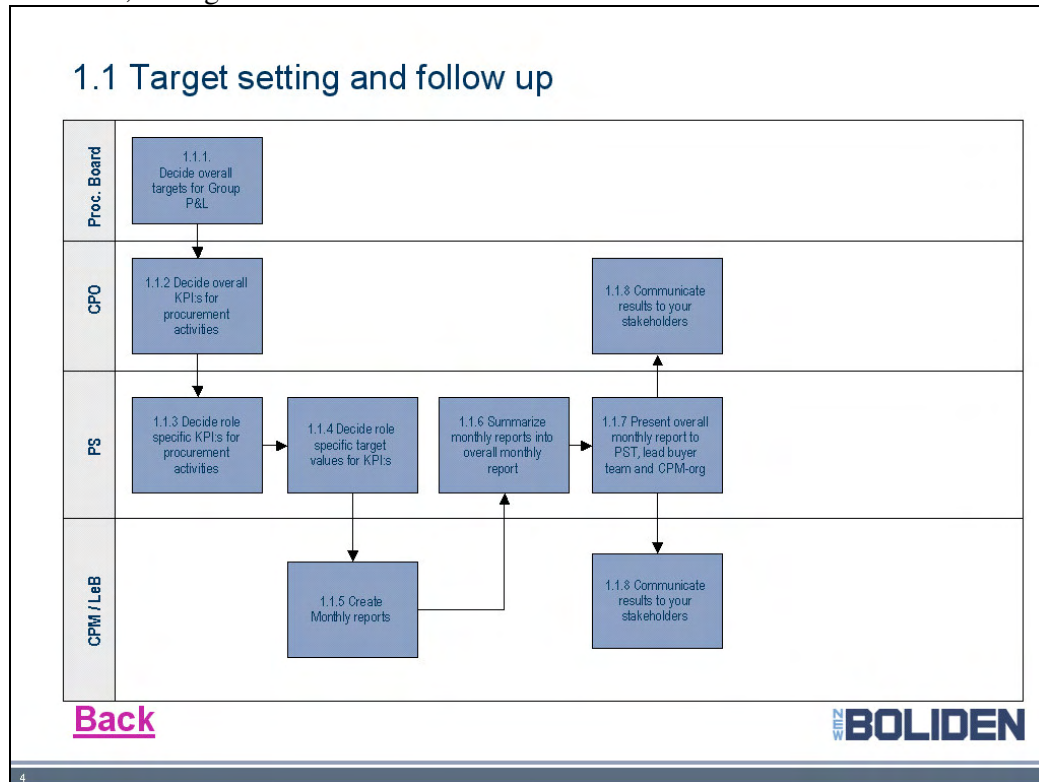 1.1 Target setting and follow up
Proc. Board
1.1.1.
Decide overall
targets for Group
P&L
CPO
1.1.2 Decide overall
KPI:s for
procurement
activities
1.1.8 Communicate
results to your
stakeholders
PS
1.1.3 Decide role
specific KPI:s for
procurement
activities
1.1.4 Decide role
specific target
values for KPI:s
1.1.6 Summarize
monthly reports into
overall monthly
report
1.1.7 Present overall
monthly report to
PST, lead buyer
team and CPM-org
CPM / LeB
1.1.5 Create
Monthly reports
1.1.8 Communicate
results to your
stakeholders
Back
NEW BOLIDEN
4